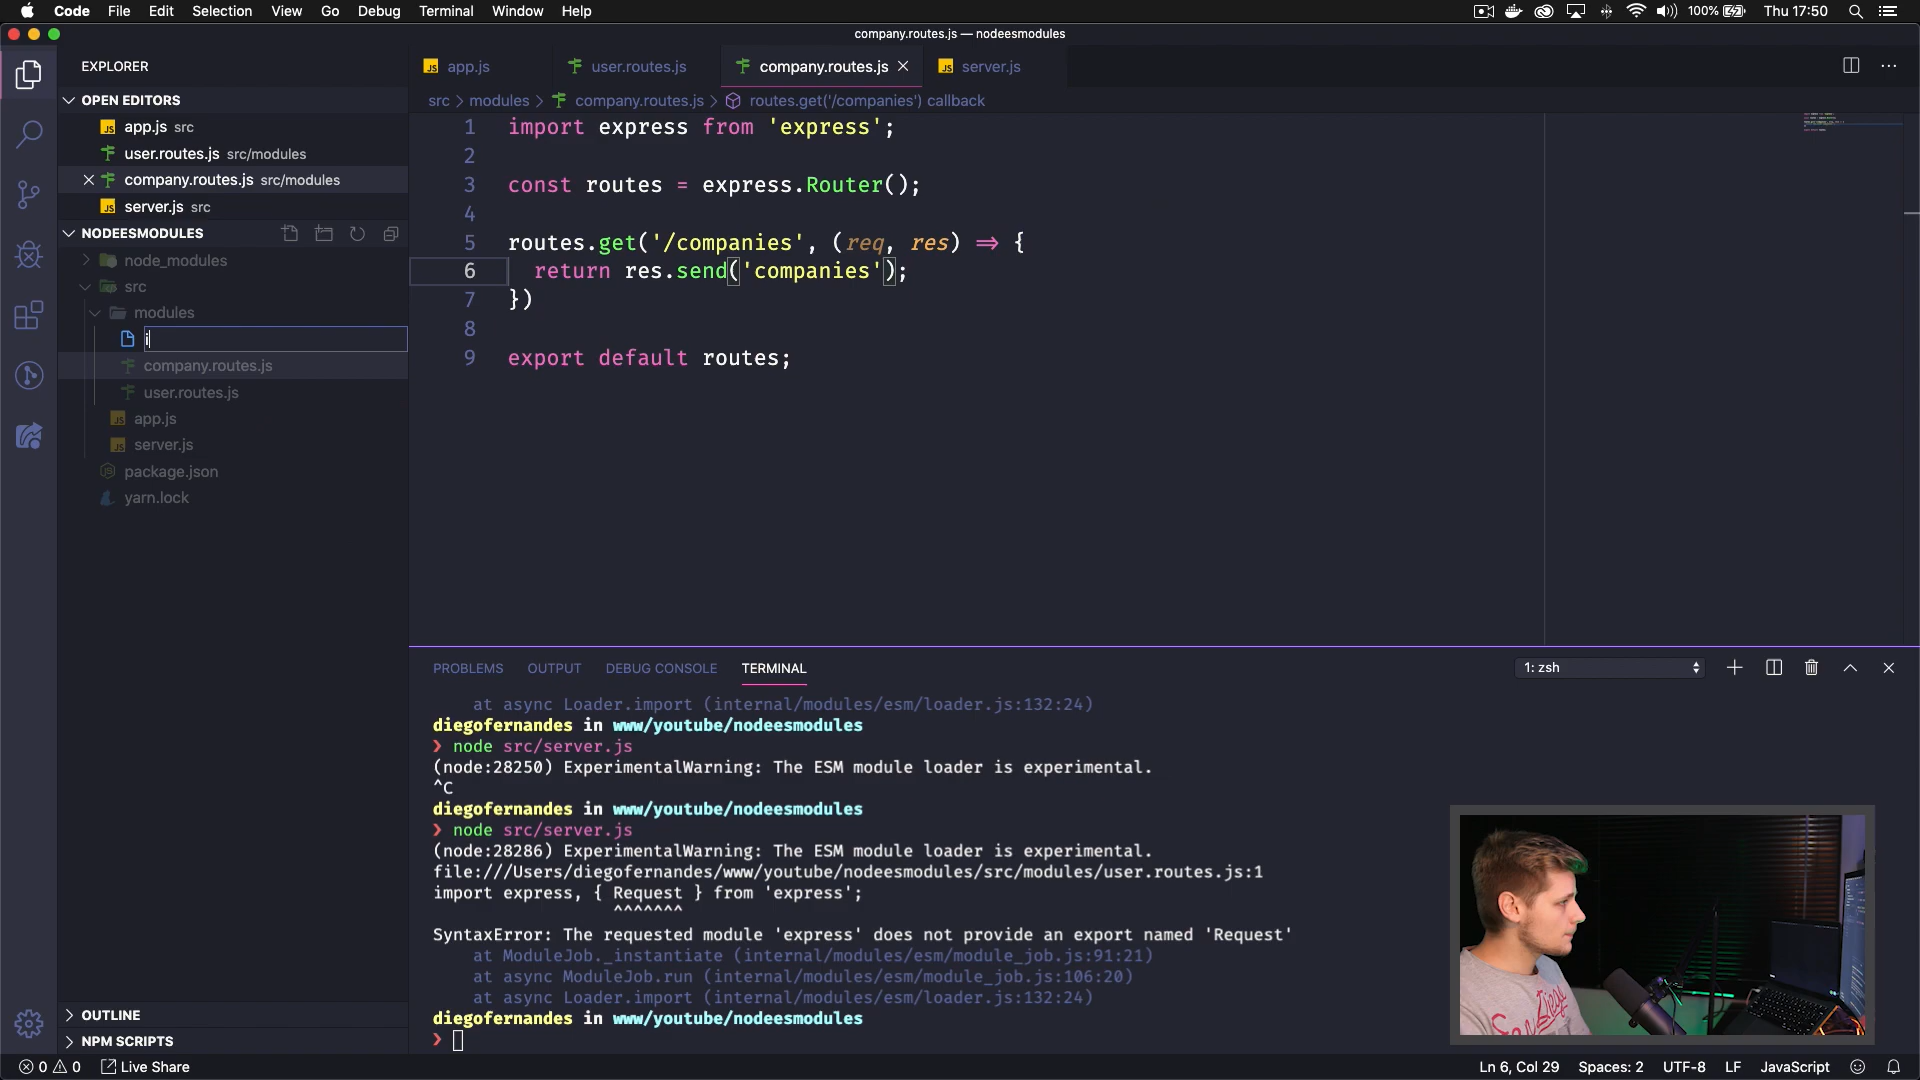 Code File Edit Selection View Go Debug Terminal Window Help
100% Thu 17:50
company.routes.js — nodeesmodules
EXPLORER
OPEN EDITORS
app.js src
user.routes.js src/modules
company.routes.js src/modules
server.js src
NODEESMODULES
node_modules
src
modules
i
company.routes.js
user.routes.js
app.js
server.js
package.json
yarn.lock
OUTLINE
NPM SCRIPTS
app.js user.routes.js company.routes.js server.js
src > modules > company.routes.js > routes.get('/companies') callback
1 import express from 'express';
2
3 const routes = express.Router();
4
5 routes.get('/companies', (req, res) => {
6 return res.send('companies');
7 })
8
9 export default routes;
PROBLEMS OUTPUT DEBUG CONSOLE TERMINAL
1: zsh
at async Loader.import (internal/modules/esm/loader.js:132:24)
diegofernandes in www/youtube/nodeesmodules
❯ node src/server.js
(node:28250) ExperimentalWarning: The ESM module loader is experimental.
^C
diegofernandes in www/youtube/nodeesmodules
❯ node src/server.js
(node:28286) ExperimentalWarning: The ESM module loader is experimental.
file:///Users/diegofernandes/www/youtube/nodeesmodules/src/modules/user.routes.js:1
import express, { Request } from 'express';
^^^^^^^
SyntaxError: The requested module 'express' does not provide an export named 'Request'
at ModuleJob._instantiate (internal/modules/esm/module_job.js:91:21)
at async ModuleJob.run (internal/modules/esm/module_job.js:106:20)
at async Loader.import (internal/modules/esm/loader.js:132:24)
diegofernandes in www/youtube/nodeesmodules
❯
0 0 Live Share
Ln 6, Col 29 Spaces: 2 UTF-8 LF JavaScript